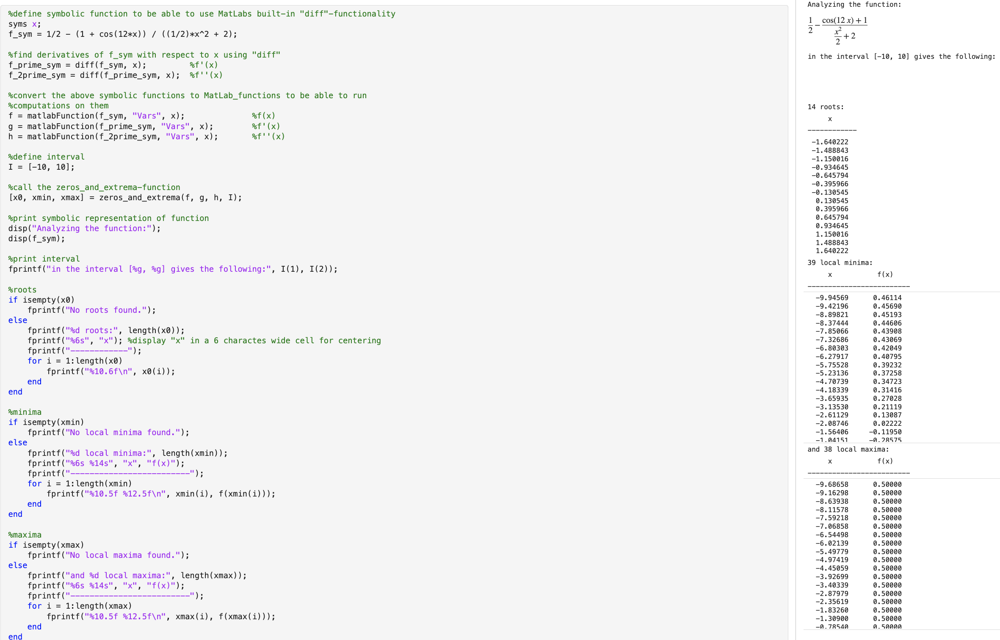 %define symbolic function to be able to use MatLabs built-in "diff"-functionality
syms x;
f_sym = 1/2 - (1 + cos(12*x)) / ((1/2)*x^2 + 2);
%find derivatives of f_sym with respect to x using "diff"
f_prime_sym = diff(f_sym, x);         %f'(x)
f_2prime_sym = diff(f_prime_sym, x);  %f''(x)
%convert the above symbolic functions to MatLab_functions to be able to run
%computations on them
f = matlabFunction(f_sym, "Vars", x);              %f(x)
g = matlabFunction(f_prime_sym, "Vars", x);        %f'(x)
h = matlabFunction(f_2prime_sym, "Vars", x);       %f''(x)
%define interval
I = [-10, 10];
%call the zeros_and_extrema-function
[x0, xmin, xmax] = zeros_and_extrema(f, g, h, I);
%print symbolic representation of function
disp("Analyzing the function:");
disp(f_sym);
%print interval
fprintf("in the interval [%g, %g] gives the following:", I(1), I(2));
%roots
if isempty(x0)
    fprintf("No roots found.");
else
    fprintf("%d roots:", length(x0));
    fprintf("%6s", "x"); %display "x" in a 6 charactes wide cell for centering
    fprintf("------------");
    for i = 1:length(x0)
        fprintf("%10.6f\n", x0(i));
    end
end
%minima
if isempty(xmin)
    fprintf("No local minima found.");
else
    fprintf("%d local minima:", length(xmin));
    fprintf("%6s %14s", "x", "f(x)");
    fprintf("-------------------------");
    for i = 1:length(xmin)
        fprintf("%10.5f %12.5f\n", xmin(i), f(xmin(i)));
    end
end
%maxima
if isempty(xmax)
    fprintf("No local maxima found.");
else
    fprintf("and %d local maxima:", length(xmax));
    fprintf("%6s %14s", "x", "f(x)");
    fprintf("-------------------------");
    for i = 1:length(xmax)
        fprintf("%10.5f %12.5f\n", xmax(i), f(xmax(i)));
    end
end
Analyzing the function:
1/2 - (cos(12 x) + 1)/(x²/2 + 2)
in the interval [-10, 10] gives the following:
14 roots:
x
------------
-1.640222
-1.488843
-1.150016
-0.934645
-0.645794
-0.395966
-0.130545
0.130545
0.395966
0.645794
0.934645
1.150016
1.488843
1.640222
39 local minima:
x f(x)
-------------------------
-9.94569 0.46114
-9.42196 0.45690
-8.89821 0.45193
-8.37444 0.44606
-7.85066 0.43908
-7.32686 0.43069
-6.80303 0.42049
-6.27917 0.40795
-5.75528 0.39232
-5.23136 0.37258
-4.70739 0.34723
-4.18339 0.31416
-3.65935 0.27028
-3.13530 0.21119
-2.61129 0.13087
-2.08746 0.02222
-1.56406 -0.11950
-1.04151 -0.28575
and 38 local maxima:
x f(x)
-------------------------
-9.68658 0.50000
-9.16298 0.50000
-8.63938 0.50000
-8.11578 0.50000
-7.59218 0.50000
-7.06858 0.50000
-6.54498 0.50000
-6.02139 0.50000
-5.49779 0.50000
-4.97419 0.50000
-4.45059 0.50000
-3.92699 0.50000
-3.40339 0.50000
-2.87979 0.50000
-2.35619 0.50000
-1.83260 0.50000
-1.30900 0.50000
-0.78540 0.50000